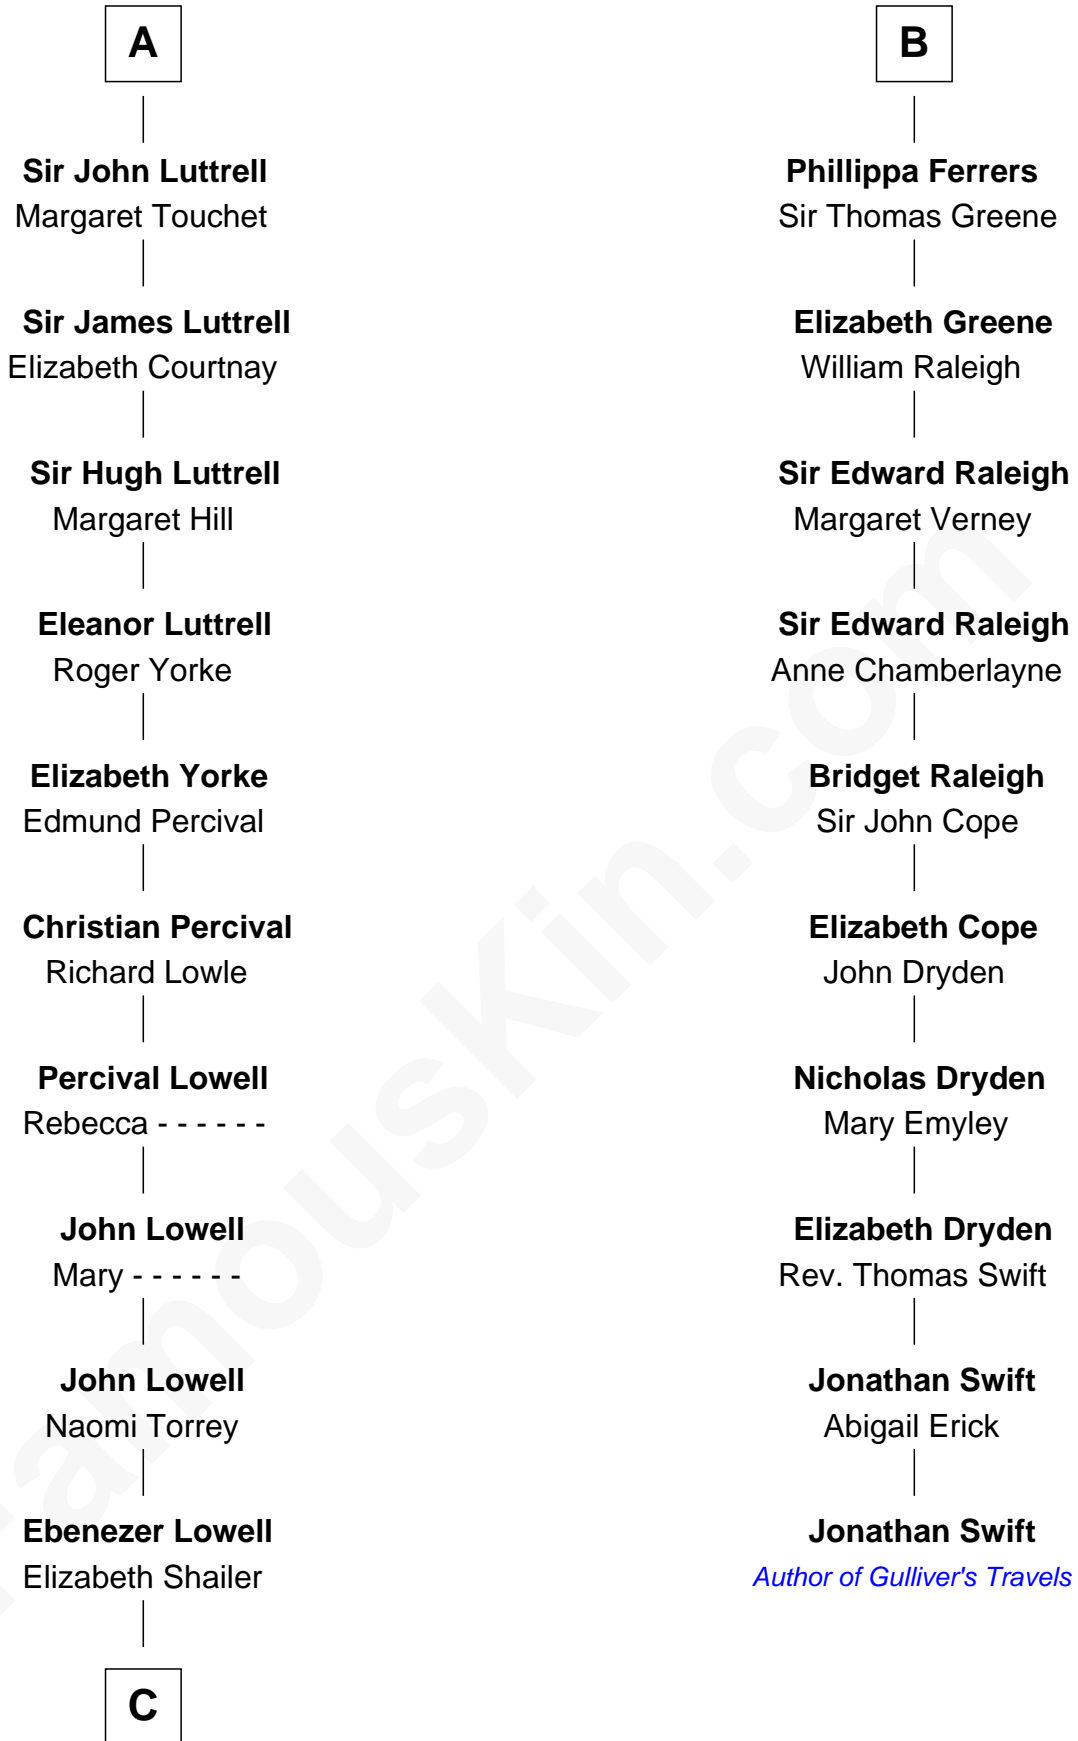 A
Sir John Luttrell
Margaret Touchet
Sir James Luttrell
Elizabeth Courtnay
Sir Hugh Luttrell
Margaret Hill
Eleanor Luttrell
Roger Yorke
Elizabeth Yorke
Edmund Percival
Christian Percival
Richard Lowle
Percival Lowell
Rebecca - - - - - -
John Lowell
Mary - - - - - -
John Lowell
Naomi Torrey
Ebenezer Lowell
Elizabeth Shailer
C
B
Phillippa Ferrers
Sir Thomas Greene
Elizabeth Greene
William Raleigh
Sir Edward Raleigh
Margaret Verney
Sir Edward Raleigh
Anne Chamberlayne
Bridget Raleigh
Sir John Cope
Elizabeth Cope
John Dryden
Nicholas Dryden
Mary Emyley
Elizabeth Dryden
Rev. Thomas Swift
Jonathan Swift
Abigail Erick
Jonathan Swift
Author of Gulliver's Travels
FamousKin.com